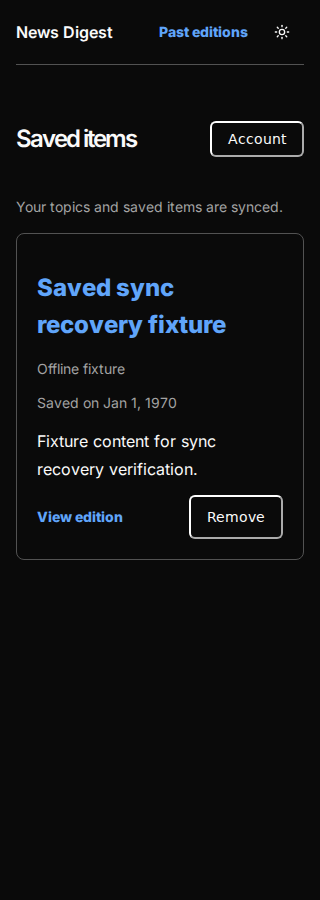 News Digest
Past editions
Saved items
Account
Your topics and saved items are synced.
Saved sync
recovery fixture
Offline fixture
Saved on Jan 1, 1970
Fixture content for sync
recovery verification.
View edition
Remove